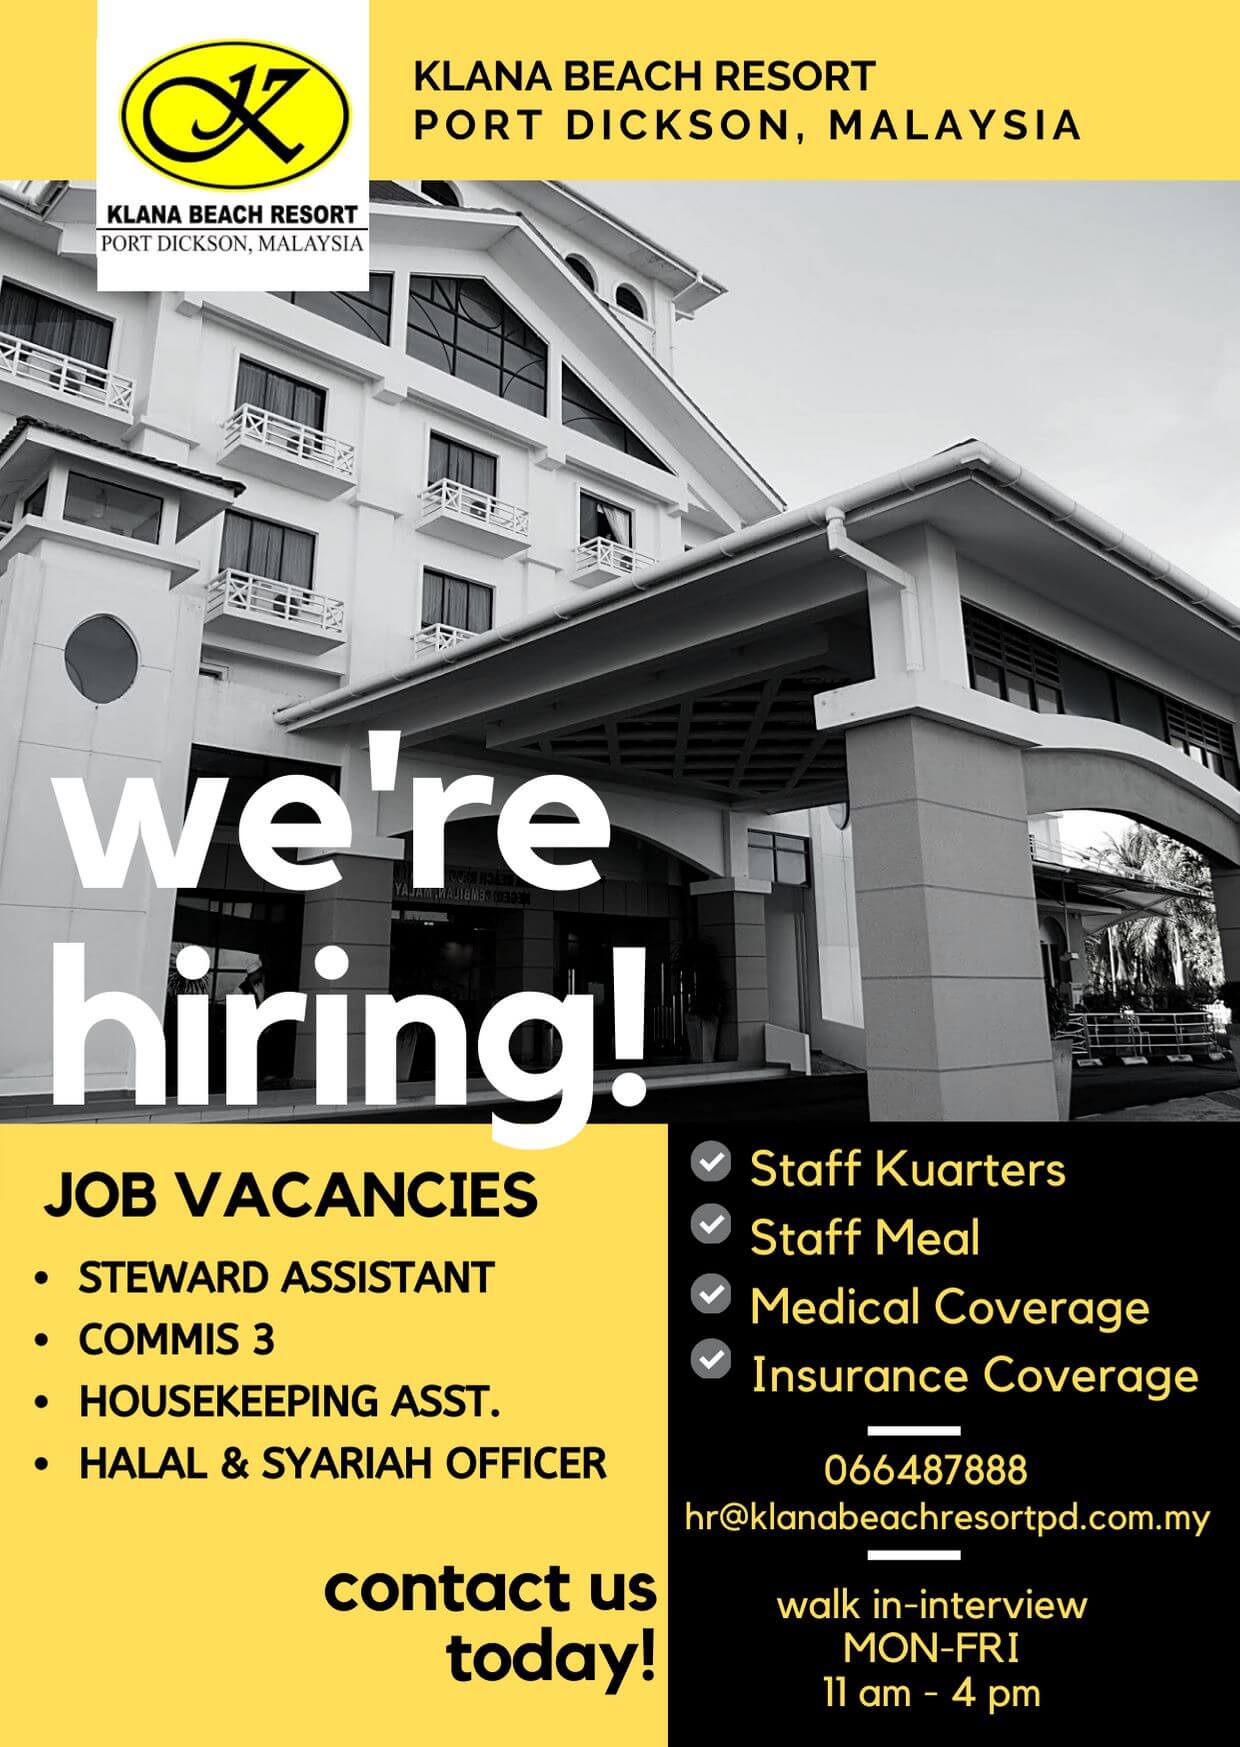 KLANA BEACH RESORT
PORT DICKSON, MALAYSIA
K
KLANA BEACH RESORT
PORT DICKSON, MALAYSIA
we're
hiring!
JOB VACANCIES
• STEWARD ASSISTANT
• COMMIS 3
• HOUSEKEEPING ASST.
• HALAL & SYARIAH OFFICER
contact us
today!
Staff Kuarters
Staff Meal
Medical Coverage
Insurance Coverage
066487888
hr@klanabeachresortpd.com.my
walk in-interview
MON-FRI
11 am - 4 pm